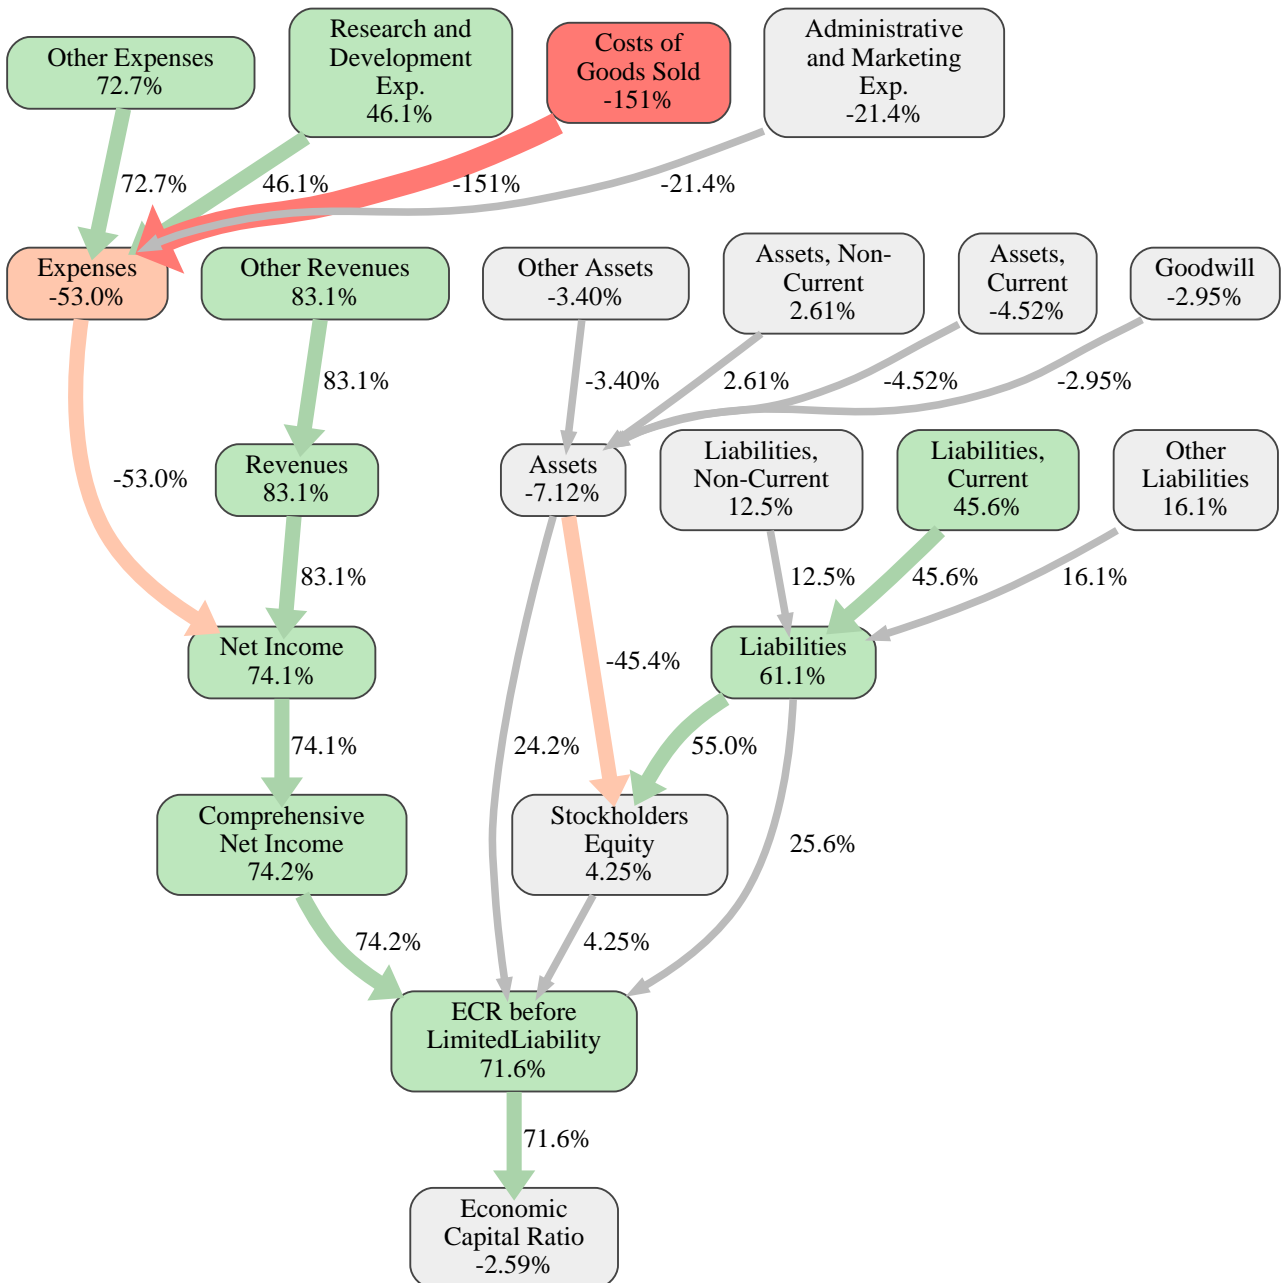 Other Expenses
72.7%
Research and
Development
Exp.
46.1%
Costs of
Goods Sold
-151%
Administrative
and Marketing
Exp.
-21.4%
72.7%
46.1%
-151%
-21.4%
Expenses
-53.0%
Other Revenues
83.1%
Other Assets
-3.40%
Assets, Non-
Current
2.61%
Assets,
Current
-4.52%
Goodwill
-2.95%
83.1%
-3.40%
2.61%
-4.52%
-2.95%
-53.0%
Revenues
83.1%
Assets
-7.12%
Liabilities,
Non-Current
12.5%
Liabilities,
Current
45.6%
Other
Liabilities
16.1%
83.1%
12.5%
45.6%
16.1%
Net Income
74.1%
-45.4%
Liabilities
61.1%
74.1%
24.2%
55.0%
Comprehensive
Net Income
74.2%
Stockholders
Equity
4.25%
25.6%
74.2%
4.25%
ECR before
LimitedLiability
71.6%
71.6%
Economic
Capital Ratio
-2.59%